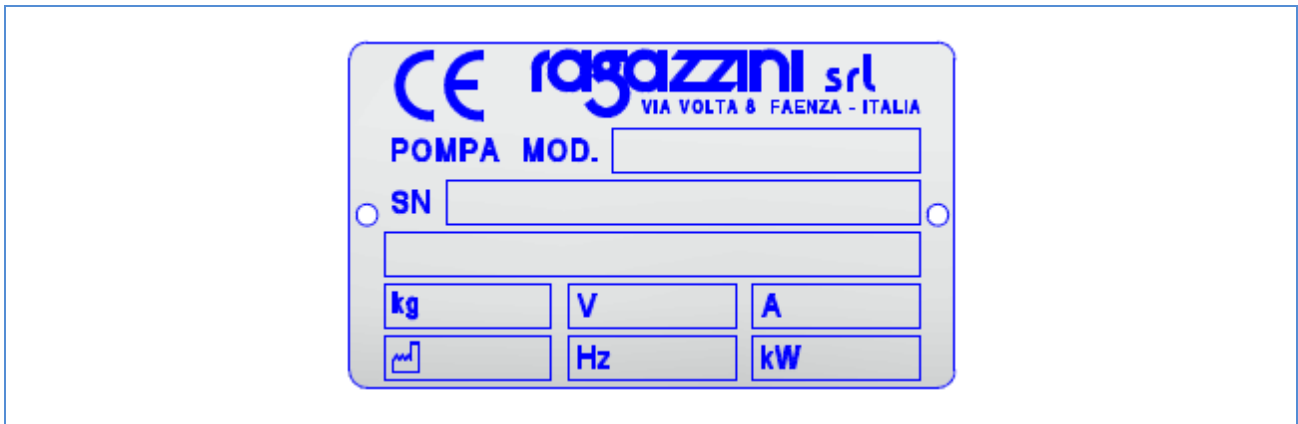 CE ragazzini srl
VIA VOLTA 8 FAENZA - ITALIA
POMPA MOD.
SN
kg V A
Hz kW